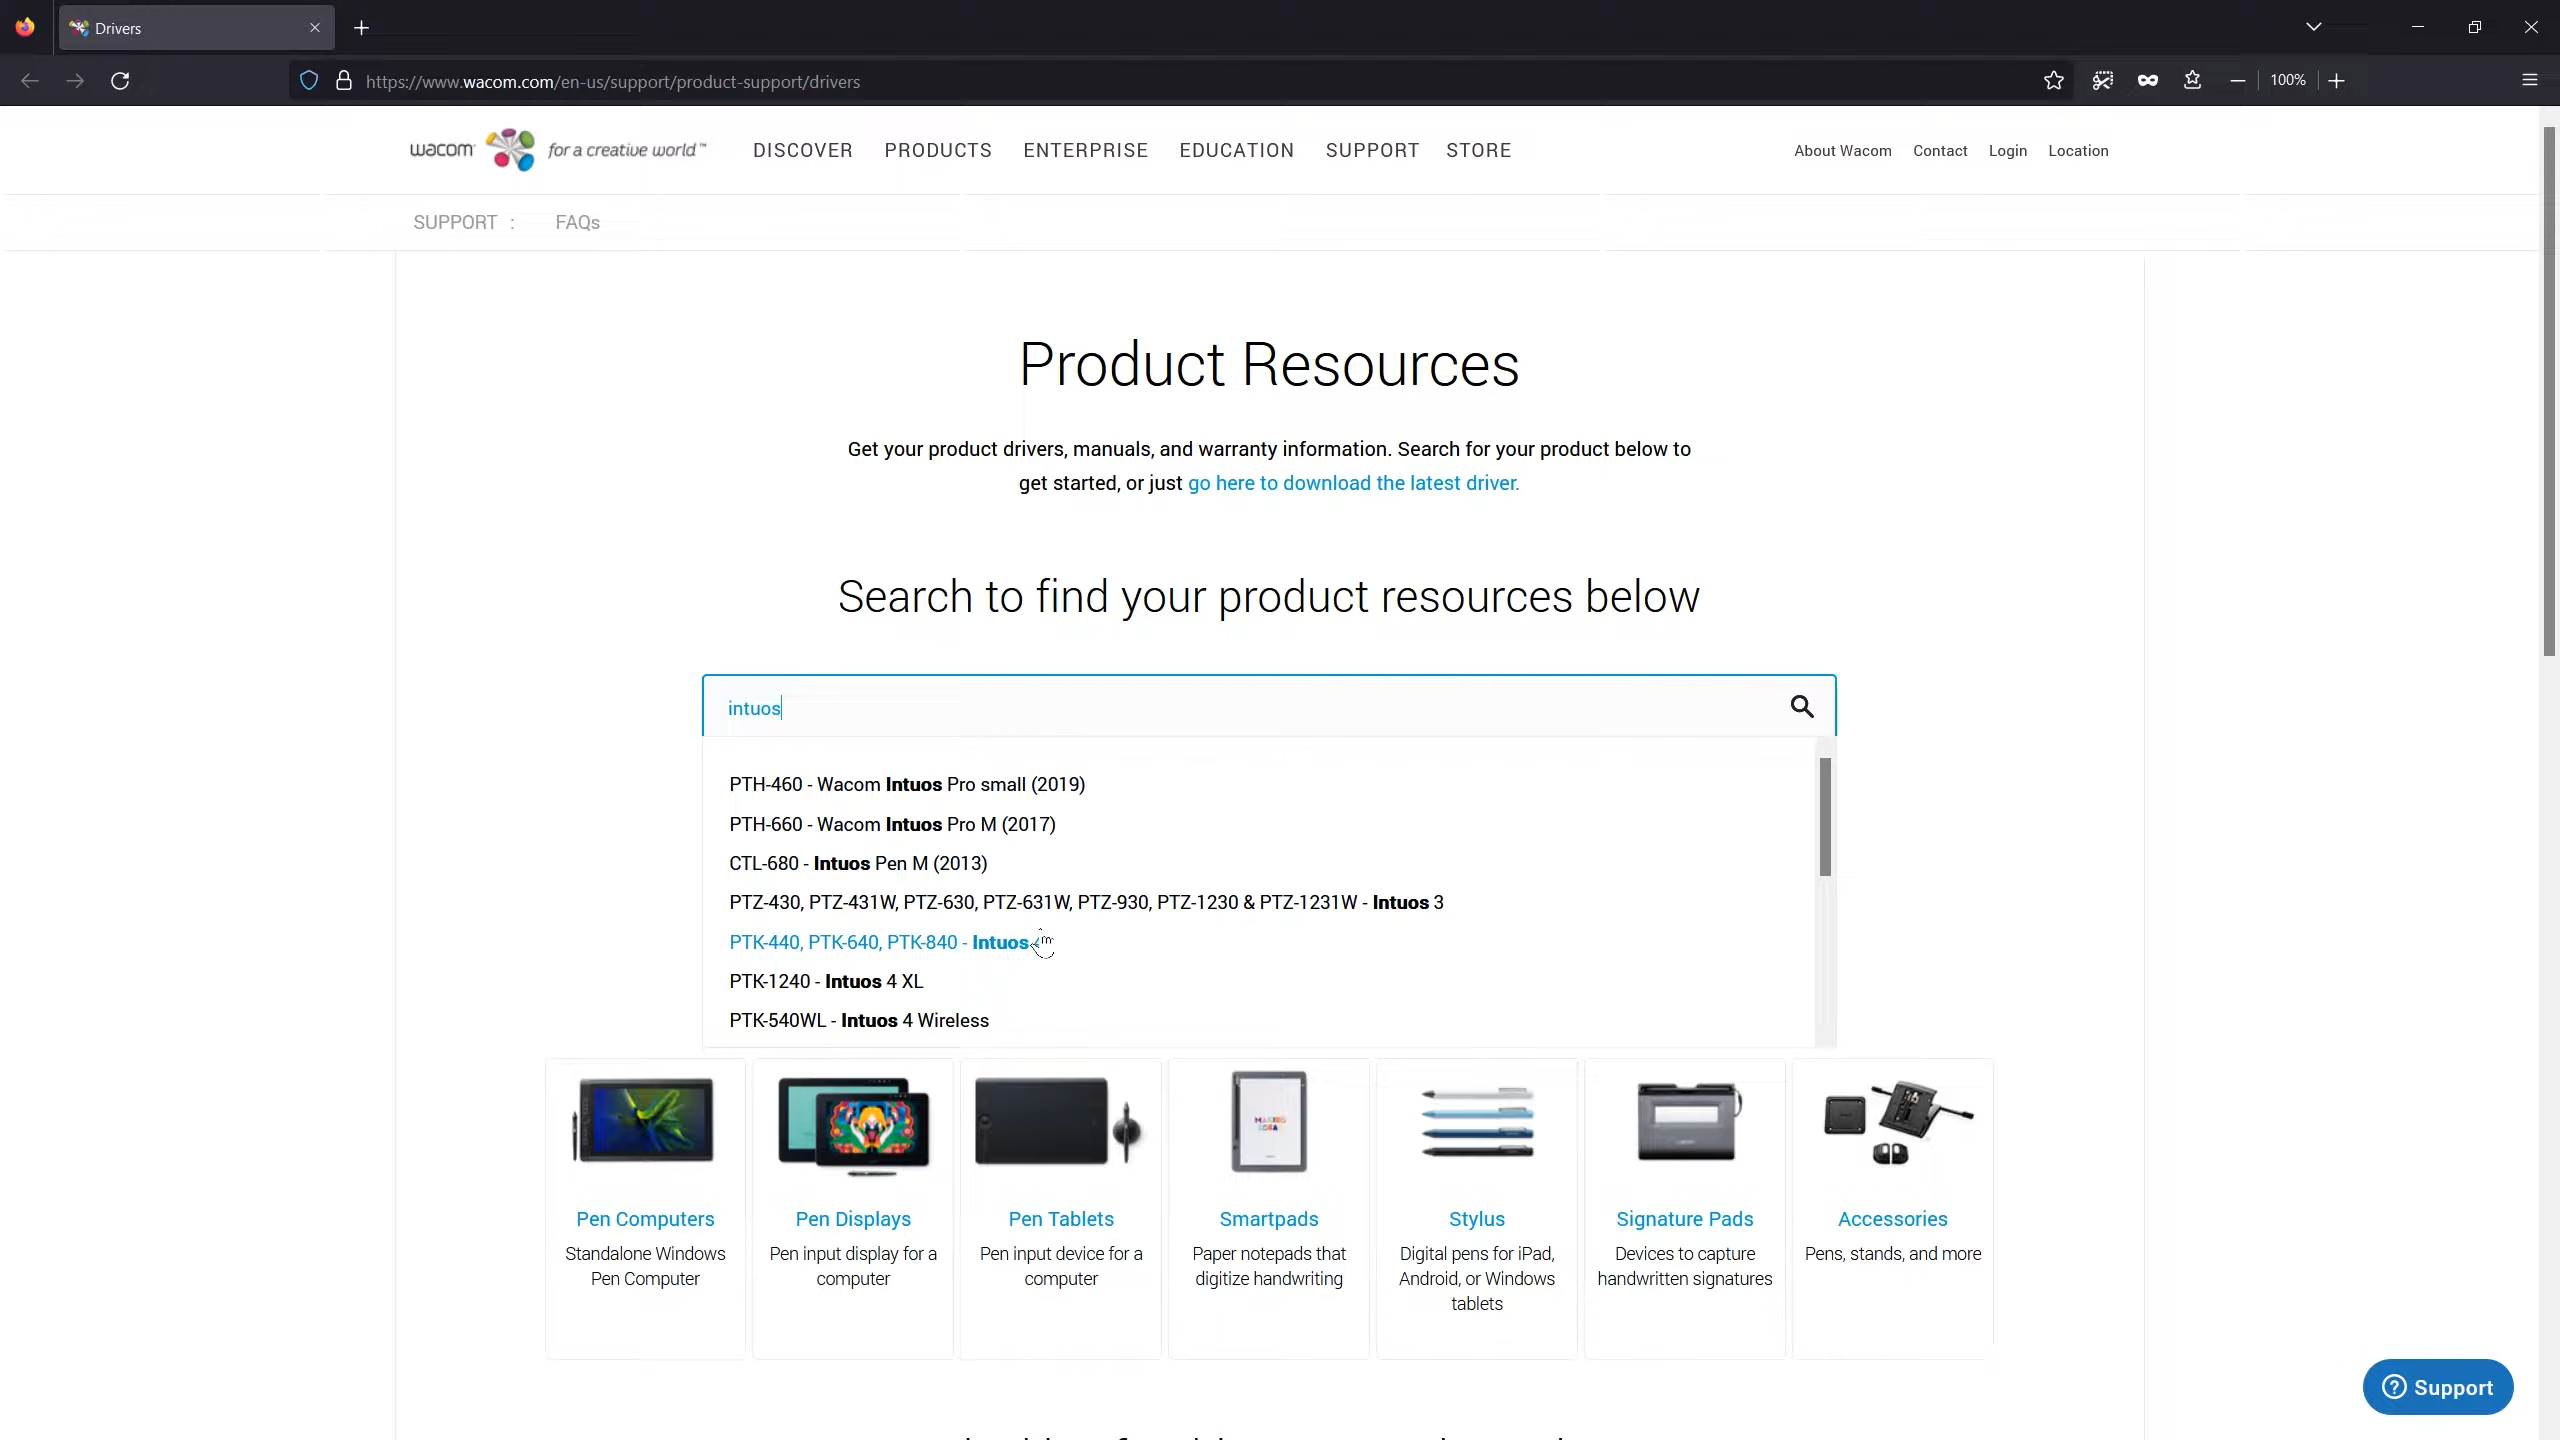 Drivers
https://www.wacom.com/en-us/support/product-support/drivers
100%
wacom for a creative world™
DISCOVER PRODUCTS ENTERPRISE EDUCATION SUPPORT STORE
About Wacom Contact Login Location
SUPPORT : FAQs
Product Resources
Get your product drivers, manuals, and warranty information. Search for your product below to
get started, or just go here to download the latest driver.
Search to find your product resources below
intuos
PTH-460 - Wacom Intuos Pro small (2019)
PTH-660 - Wacom Intuos Pro M (2017)
CTL-680 - Intuos Pen M (2013)
PTZ-430, PTZ-431W, PTZ-630, PTZ-631W, PTZ-930, PTZ-1230 & PTZ-1231W - Intuos 3
PTK-440, PTK-640, PTK-840 - Intuos
PTK-1240 - Intuos 4 XL
PTK-540WL - Intuos 4 Wireless
Pen Computers
Standalone Windows
Pen Computer
Pen Displays
Pen input display for a
computer
Pen Tablets
Pen input device for a
computer
Smartpads
Paper notepads that
digitize handwriting
Stylus
Digital pens for iPad,
Android, or Windows
tablets
Signature Pads
Devices to capture
handwritten signatures
Accessories
Pens, stands, and more
Support